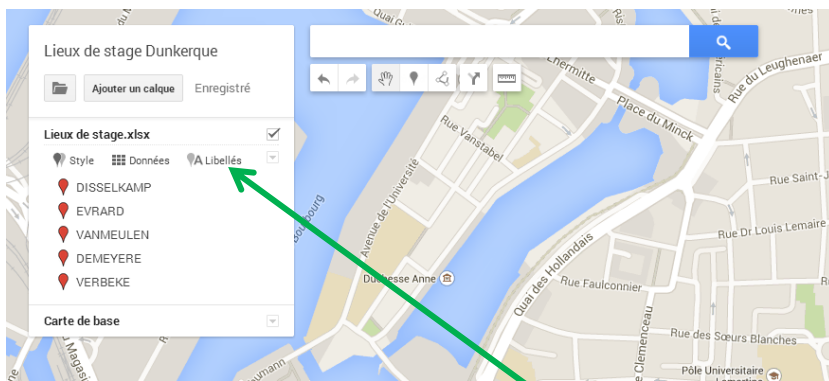 Lieux de stage Dunkerque
Ajouter un calque
Enregistré
Lieux de stage.xlsx
Style
Données
A Libellés
DISSELKAMP
EVRARD
VANMEULEN
DEMEYERE
VERBEKE
Carte de base
Quai
Lhermitte
Rue du Leughenaer
Place du Minck
Rue Vanstabel
Avenue de l'Université
Rue Saint-J
Rue Dr Louis Lemaire
Quai des Hollandais
Duchesse Anne
Rue Faulconnier
Clemenceau
Rue des Sœurs Blanches
Pôle Universitaire